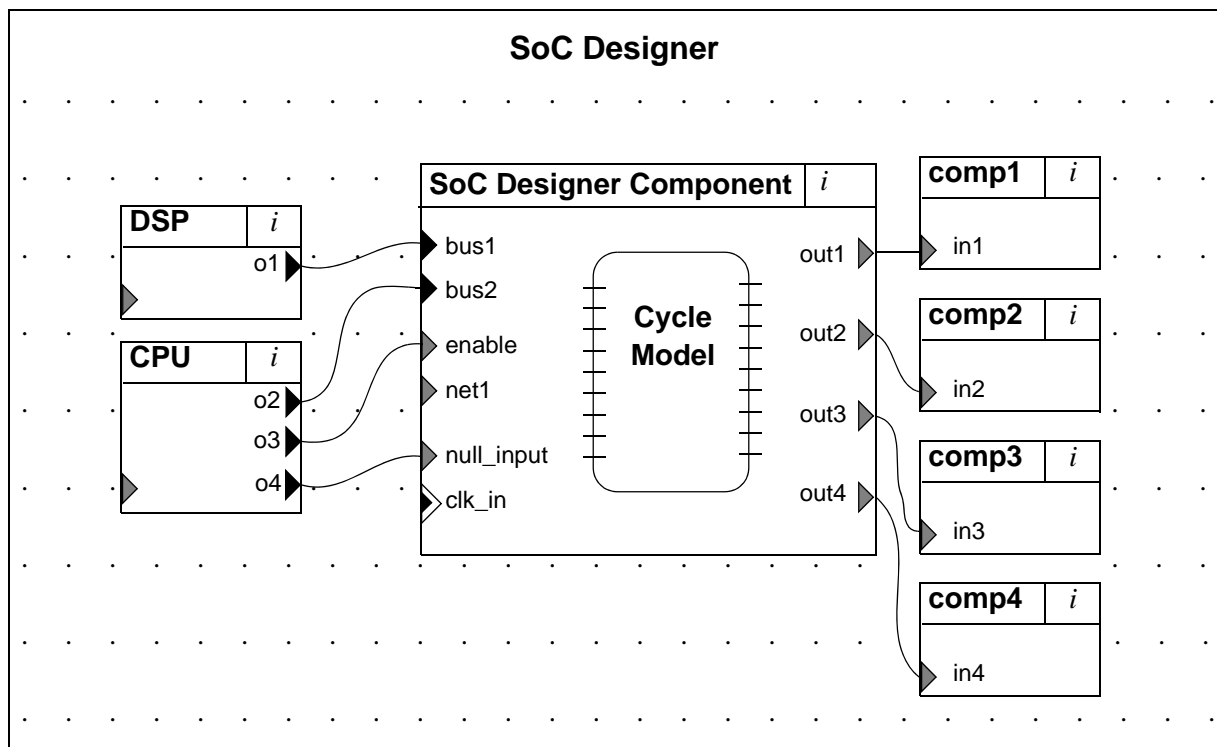 SoC Designer
DSP i
o1
CPU i
o2
o3
o4
SoC Designer Component i
bus1
bus2
enable
net1
null_input
clk_in
Cycle
Model
out1
out2
out3
out4
comp1 i
in1
comp2 i
in2
comp3 i
in3
comp4 i
in4